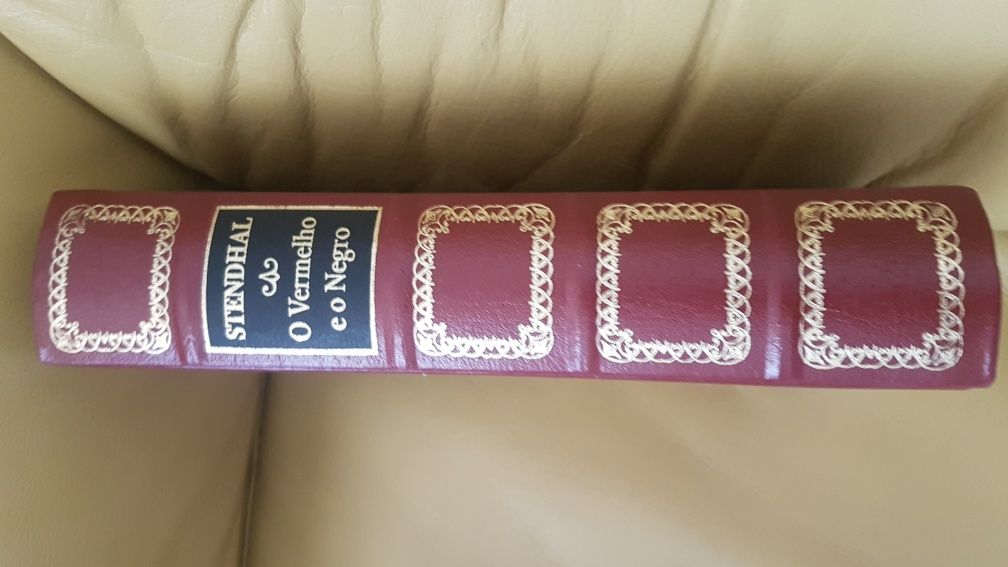 STENDHAL
O Vermelho
e o Negro